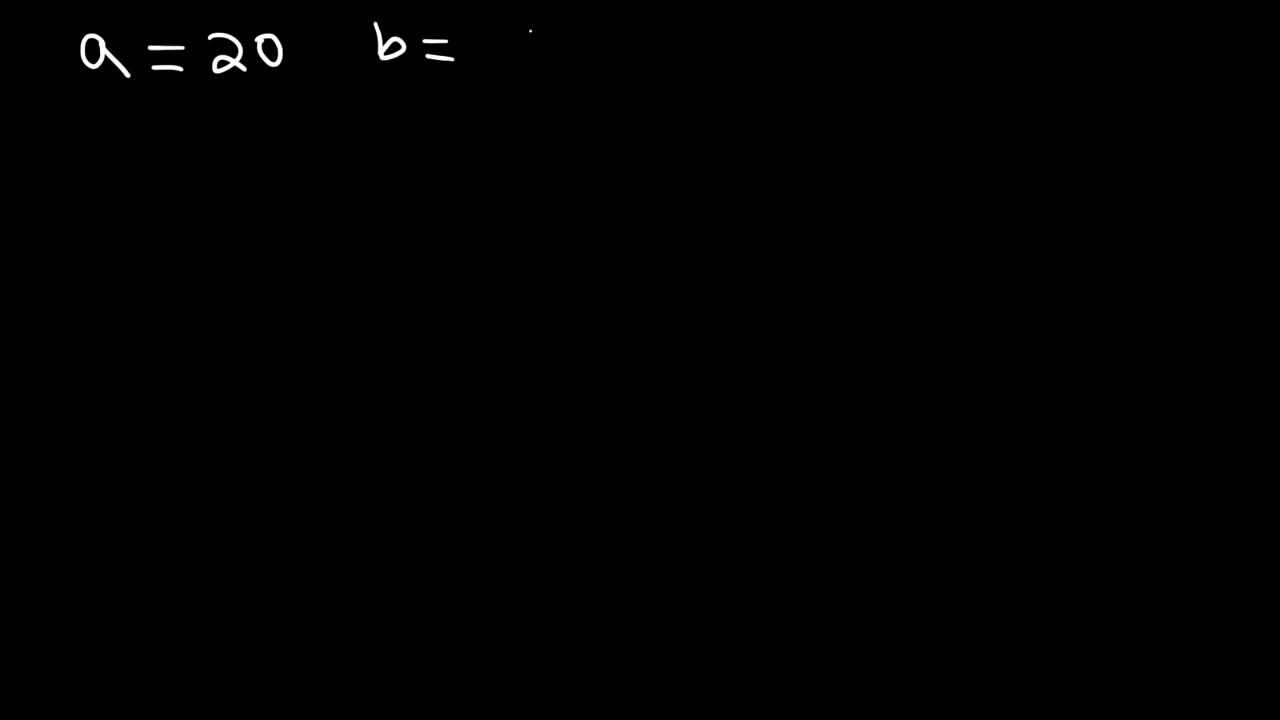 a = 20 b =